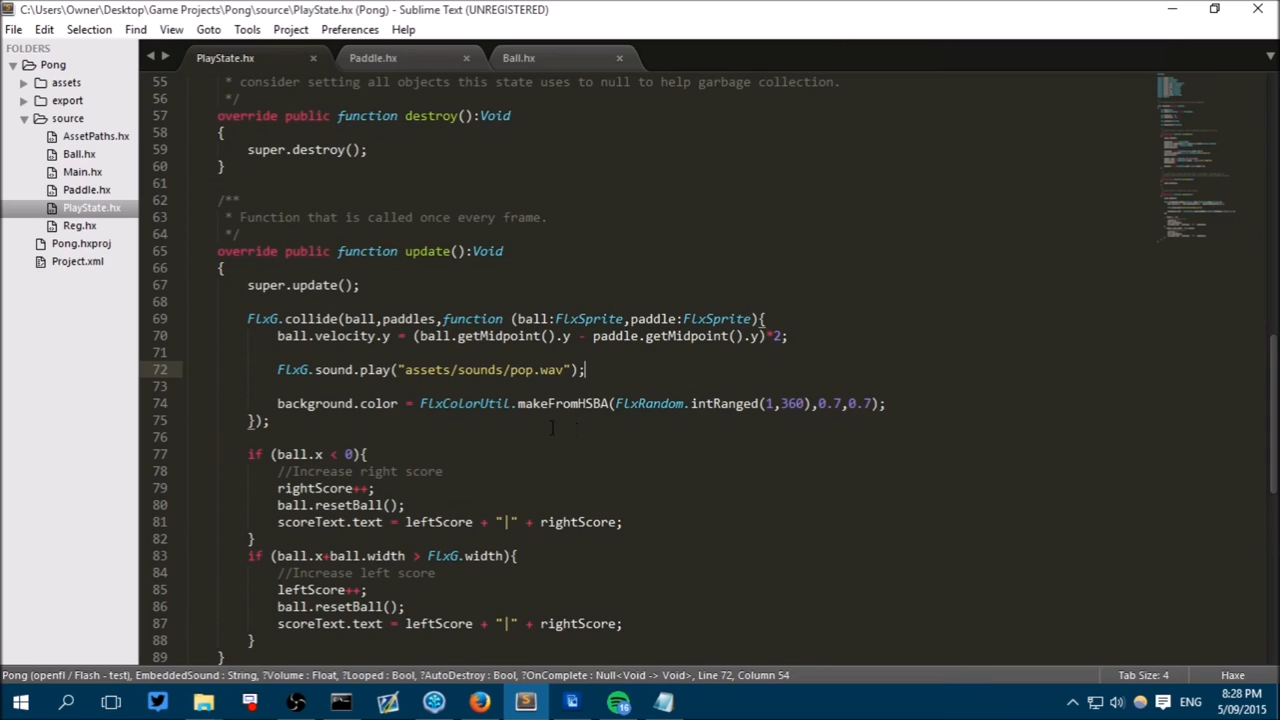 C:\Users\Owner\Desktop\Game Projects\Pong\source\PlayState.hx (Pong) - Sublime Text (UNREGISTERED)
File Edit Selection Find View Goto Tools Project Preferences Help
FOLDERS
Pong
assets
export
source
AssetPaths.hx
Ball.hx
Main.hx
Paddle.hx
PlayState.hx
Reg.hx
Pong.hxproj
Project.xml
PlayState.hx Paddle.hx Ball.hx
55 * consider setting all objects this state uses to null to help garbage collection.
56 */
57 override public function destroy():Void
58 {
59 super.destroy();
60 }
61
62 /**
63 * Function that is called once every frame.
64 */
65 override public function update():Void
66 {
67 super.update();
68
69 FlxG.collide(ball,paddles,function (ball:FlxSprite,paddle:FlxSprite){
70 ball.velocity.y = (ball.getMidpoint().y - paddle.getMidpoint().y)*2;
71
72 FlxG.sound.play("assets/sounds/pop.wav");
73
74 background.color = FlxColorUtil.makeFromHSBA(FlxRandom.intRanged(1,360),0.7,0.7);
75 });
76
77 if (ball.x < 0){
78 //Increase right score
79 rightScore++;
80 ball.resetBall();
81 scoreText.text = leftScore + "|" + rightScore;
82 }
83 if (ball.x+ball.width > FlxG.width){
84 //Increase left score
85 leftScore++;
86 ball.resetBall();
87 scoreText.text = leftScore + "|" + rightScore;
88 }
89 }
Pong (openfl / Flash - test), EmbeddedSound : String, ?Volume : Float, ?Looped : Bool, ?AutoDestroy : Bool, ?OnComplete : Null<Void -> Void>, Line 72, Column 54 Tab Size: 4 Haxe
16 ENG 8:28 PM
5/09/2015